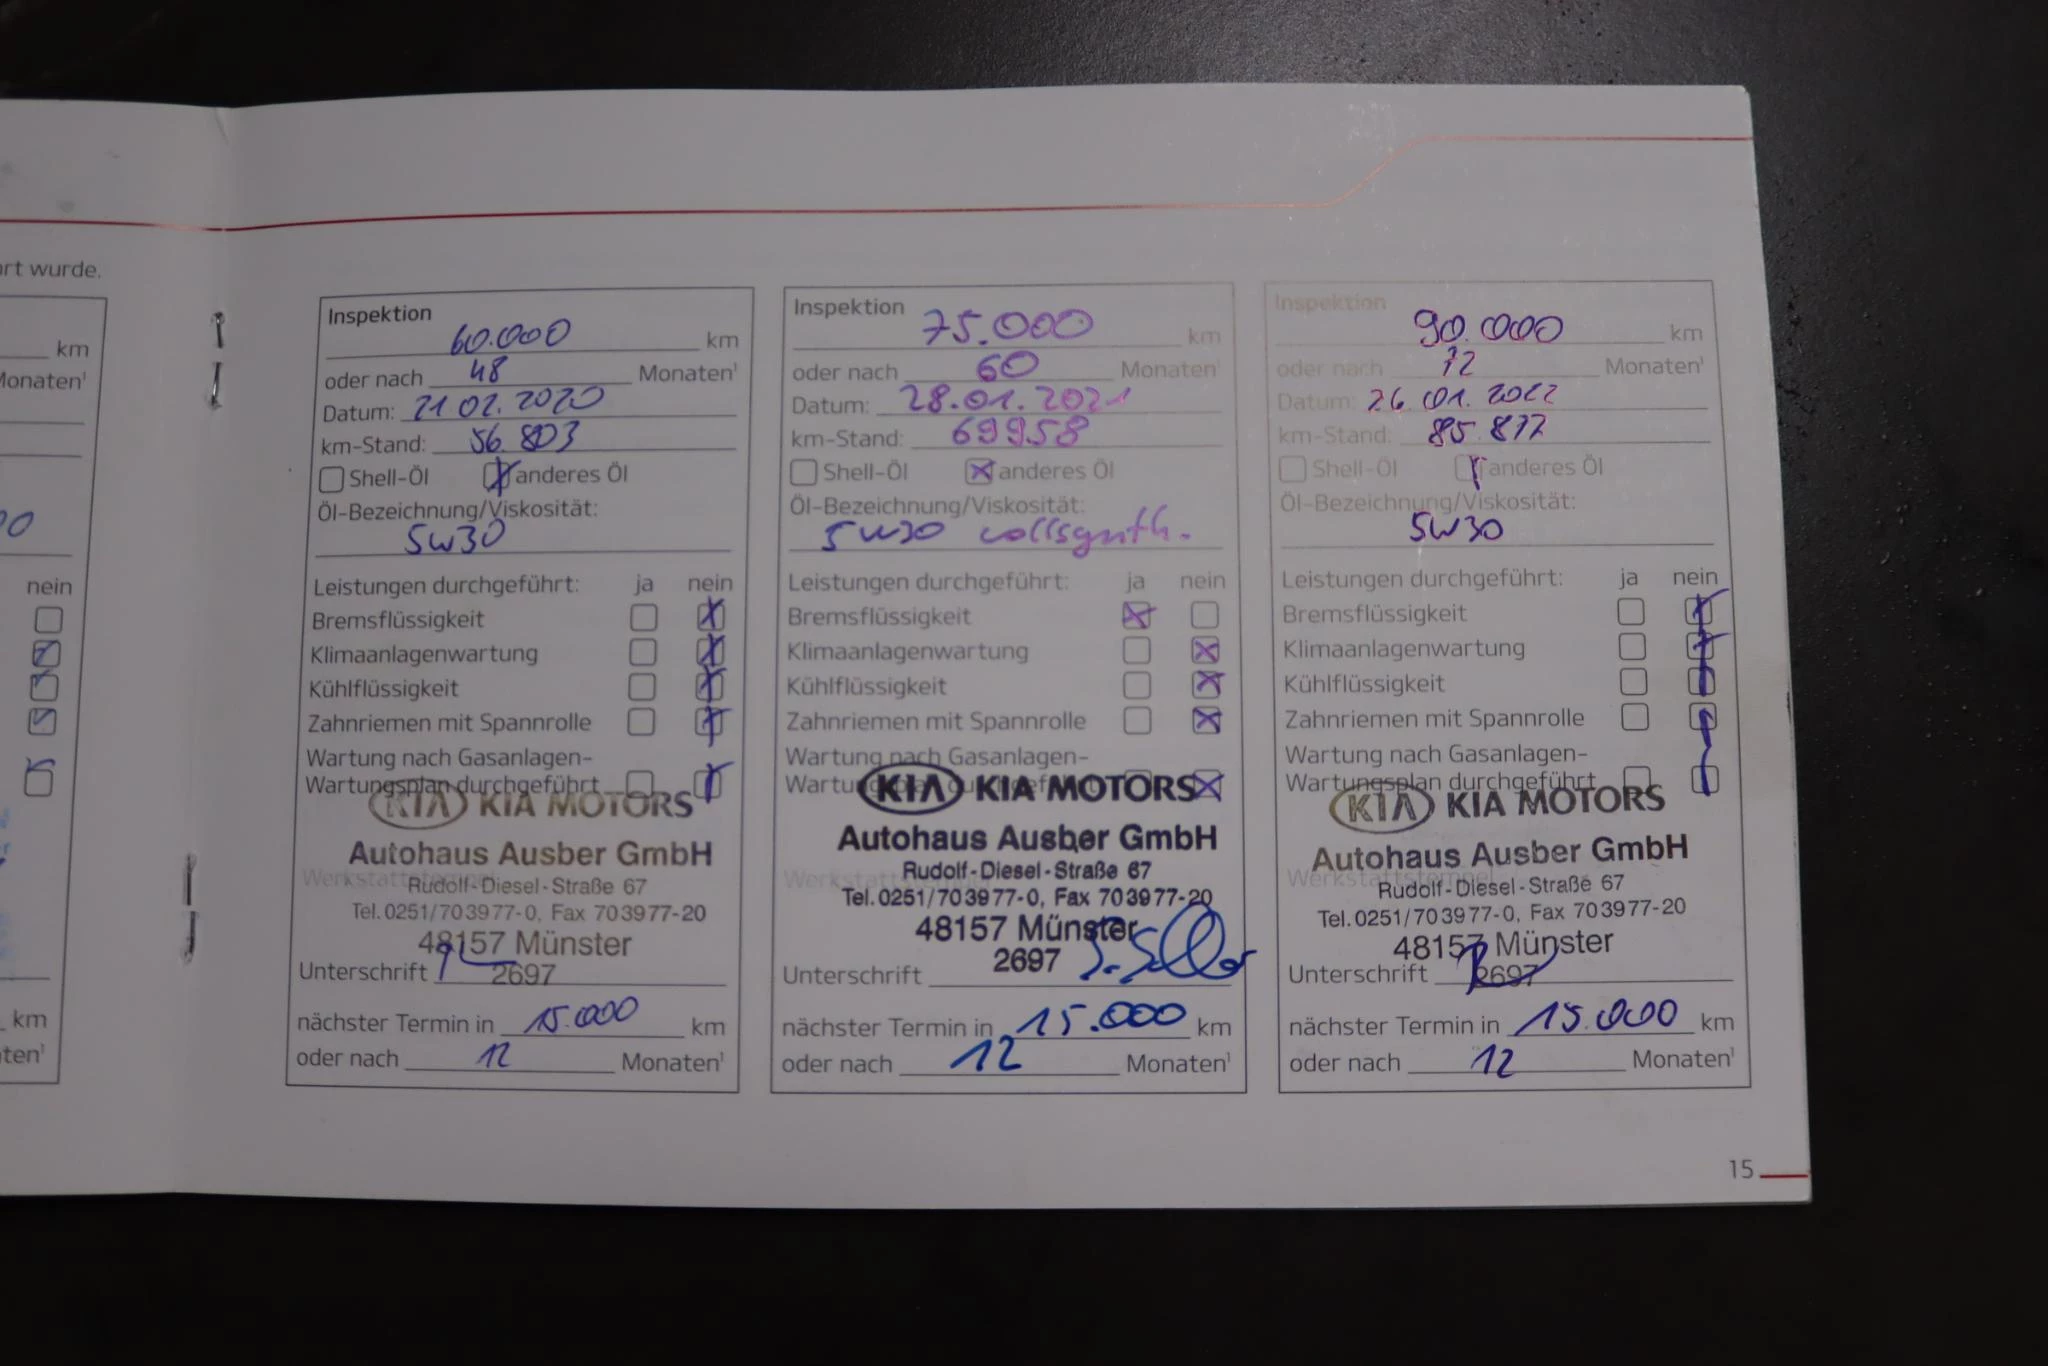 rt wurde.
km
Monaten¹
nein
km
ten¹
Inspektion 60.000 km
oder nach 48 Monaten¹
Datum: 21 02. 2020
km-Stand: 56.803
Shell-Öl anderes Öl
Öl-Bezeichnung/Viskosität:
5W30
Leistungen durchgeführt: ja nein
Bremsflüssigkeit
Klimaanlagenwartung
Kühlflüssigkeit
Zahnriemen mit Spannrolle
Wartung nach Gasanlagen-
Wartungsplan durchgeführt
KIA KIA MOTORS
Autohaus Ausber GmbH
Werkstattstempel
Rudolf-Diesel-Straße 67
Tel. 0251/703977-0, Fax 703977-20
48157 Münster
Unterschrift 2697
nächster Termin in 15.000 km
oder nach 12 Monaten¹
Inspektion 75.000 km
oder nach 60 Monaten¹
Datum: 28.01.2021
km-Stand: 69958
Shell-Öl anderes Öl
Öl-Bezeichnung/Viskosität:
5W30 vollsynth.
Leistungen durchgeführt: ja nein
Bremsflüssigkeit
Klimaanlagenwartung
Kühlflüssigkeit
Zahnriemen mit Spannrolle
Wartung nach Gasanlagen-
Wartungsplan durchgeführt
KIA KIA MOTORS
Autohaus Ausber GmbH
Werkstattstempel
Rudolf-Diesel-Straße 67
Tel. 0251/703977-0, Fax 703977-20
48157 Münster
2697
Unterschrift
nächster Termin in 15.000 km
oder nach 12 Monaten¹
Inspektion 90.000 km
oder nach 72 Monaten¹
Datum: 26.01.2022
km-Stand: 85.877
Shell-Öl anderes Öl
Öl-Bezeichnung/Viskosität:
5W30
Leistungen durchgeführt: ja nein
Bremsflüssigkeit
Klimaanlagenwartung
Kühlflüssigkeit
Zahnriemen mit Spannrolle
Wartung nach Gasanlagen-
Wartungsplan durchgeführt
KIA KIA MOTORS
Autohaus Ausber GmbH
Werkstattstempel
Rudolf-Diesel-Straße 67
Tel. 0251/703977-0, Fax 703977-20
48157 Münster
Unterschrift 2697
nächster Termin in 15.000 km
oder nach 12 Monaten¹
15